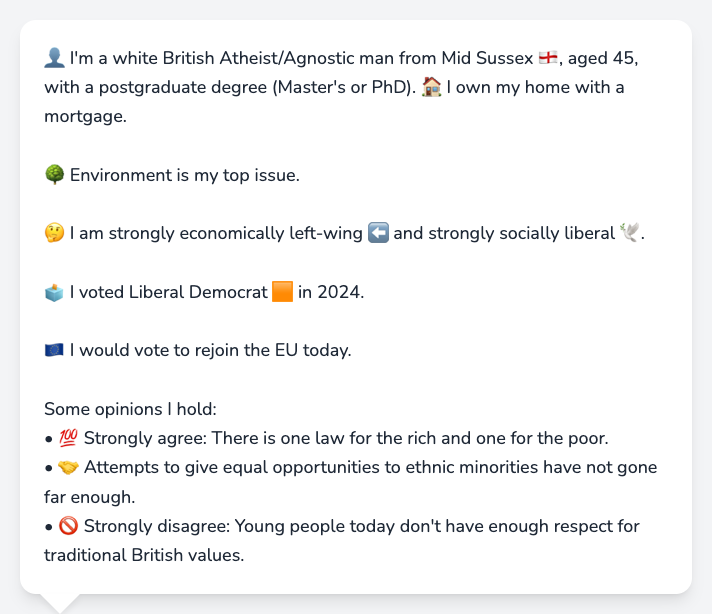 👤 I'm a white British Atheist/Agnostic man from Mid Sussex 🏴󠁧󠁢󠁥󠁮󠁧󠁿, aged 45,
with a postgraduate degree (Master's or PhD). 🏠 I own my home with a
mortgage.
🌳 Environment is my top issue.
🤔 I am strongly economically left-wing ⬅️ and strongly socially liberal 🕊️.
🗳️ I voted Liberal Democrat 🟧 in 2024.
🇪🇺 I would vote to rejoin the EU today.
Some opinions I hold:
• 💯 Strongly agree: There is one law for the rich and one for the poor.
• 🤝 Attempts to give equal opportunities to ethnic minorities have not gone
far enough.
• 🚫 Strongly disagree: Young people today don't have enough respect for
traditional British values.